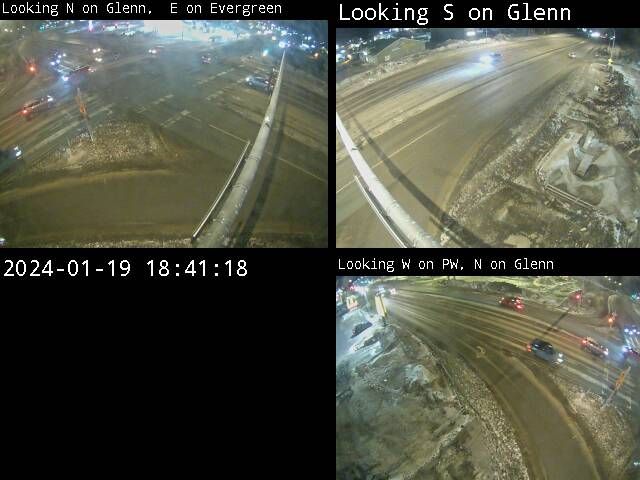 Looking N on Glenn,  E on Evergreen
Looking S on Glenn
2024-01-19 18:41:18
Looking W on PW, N on Glenn